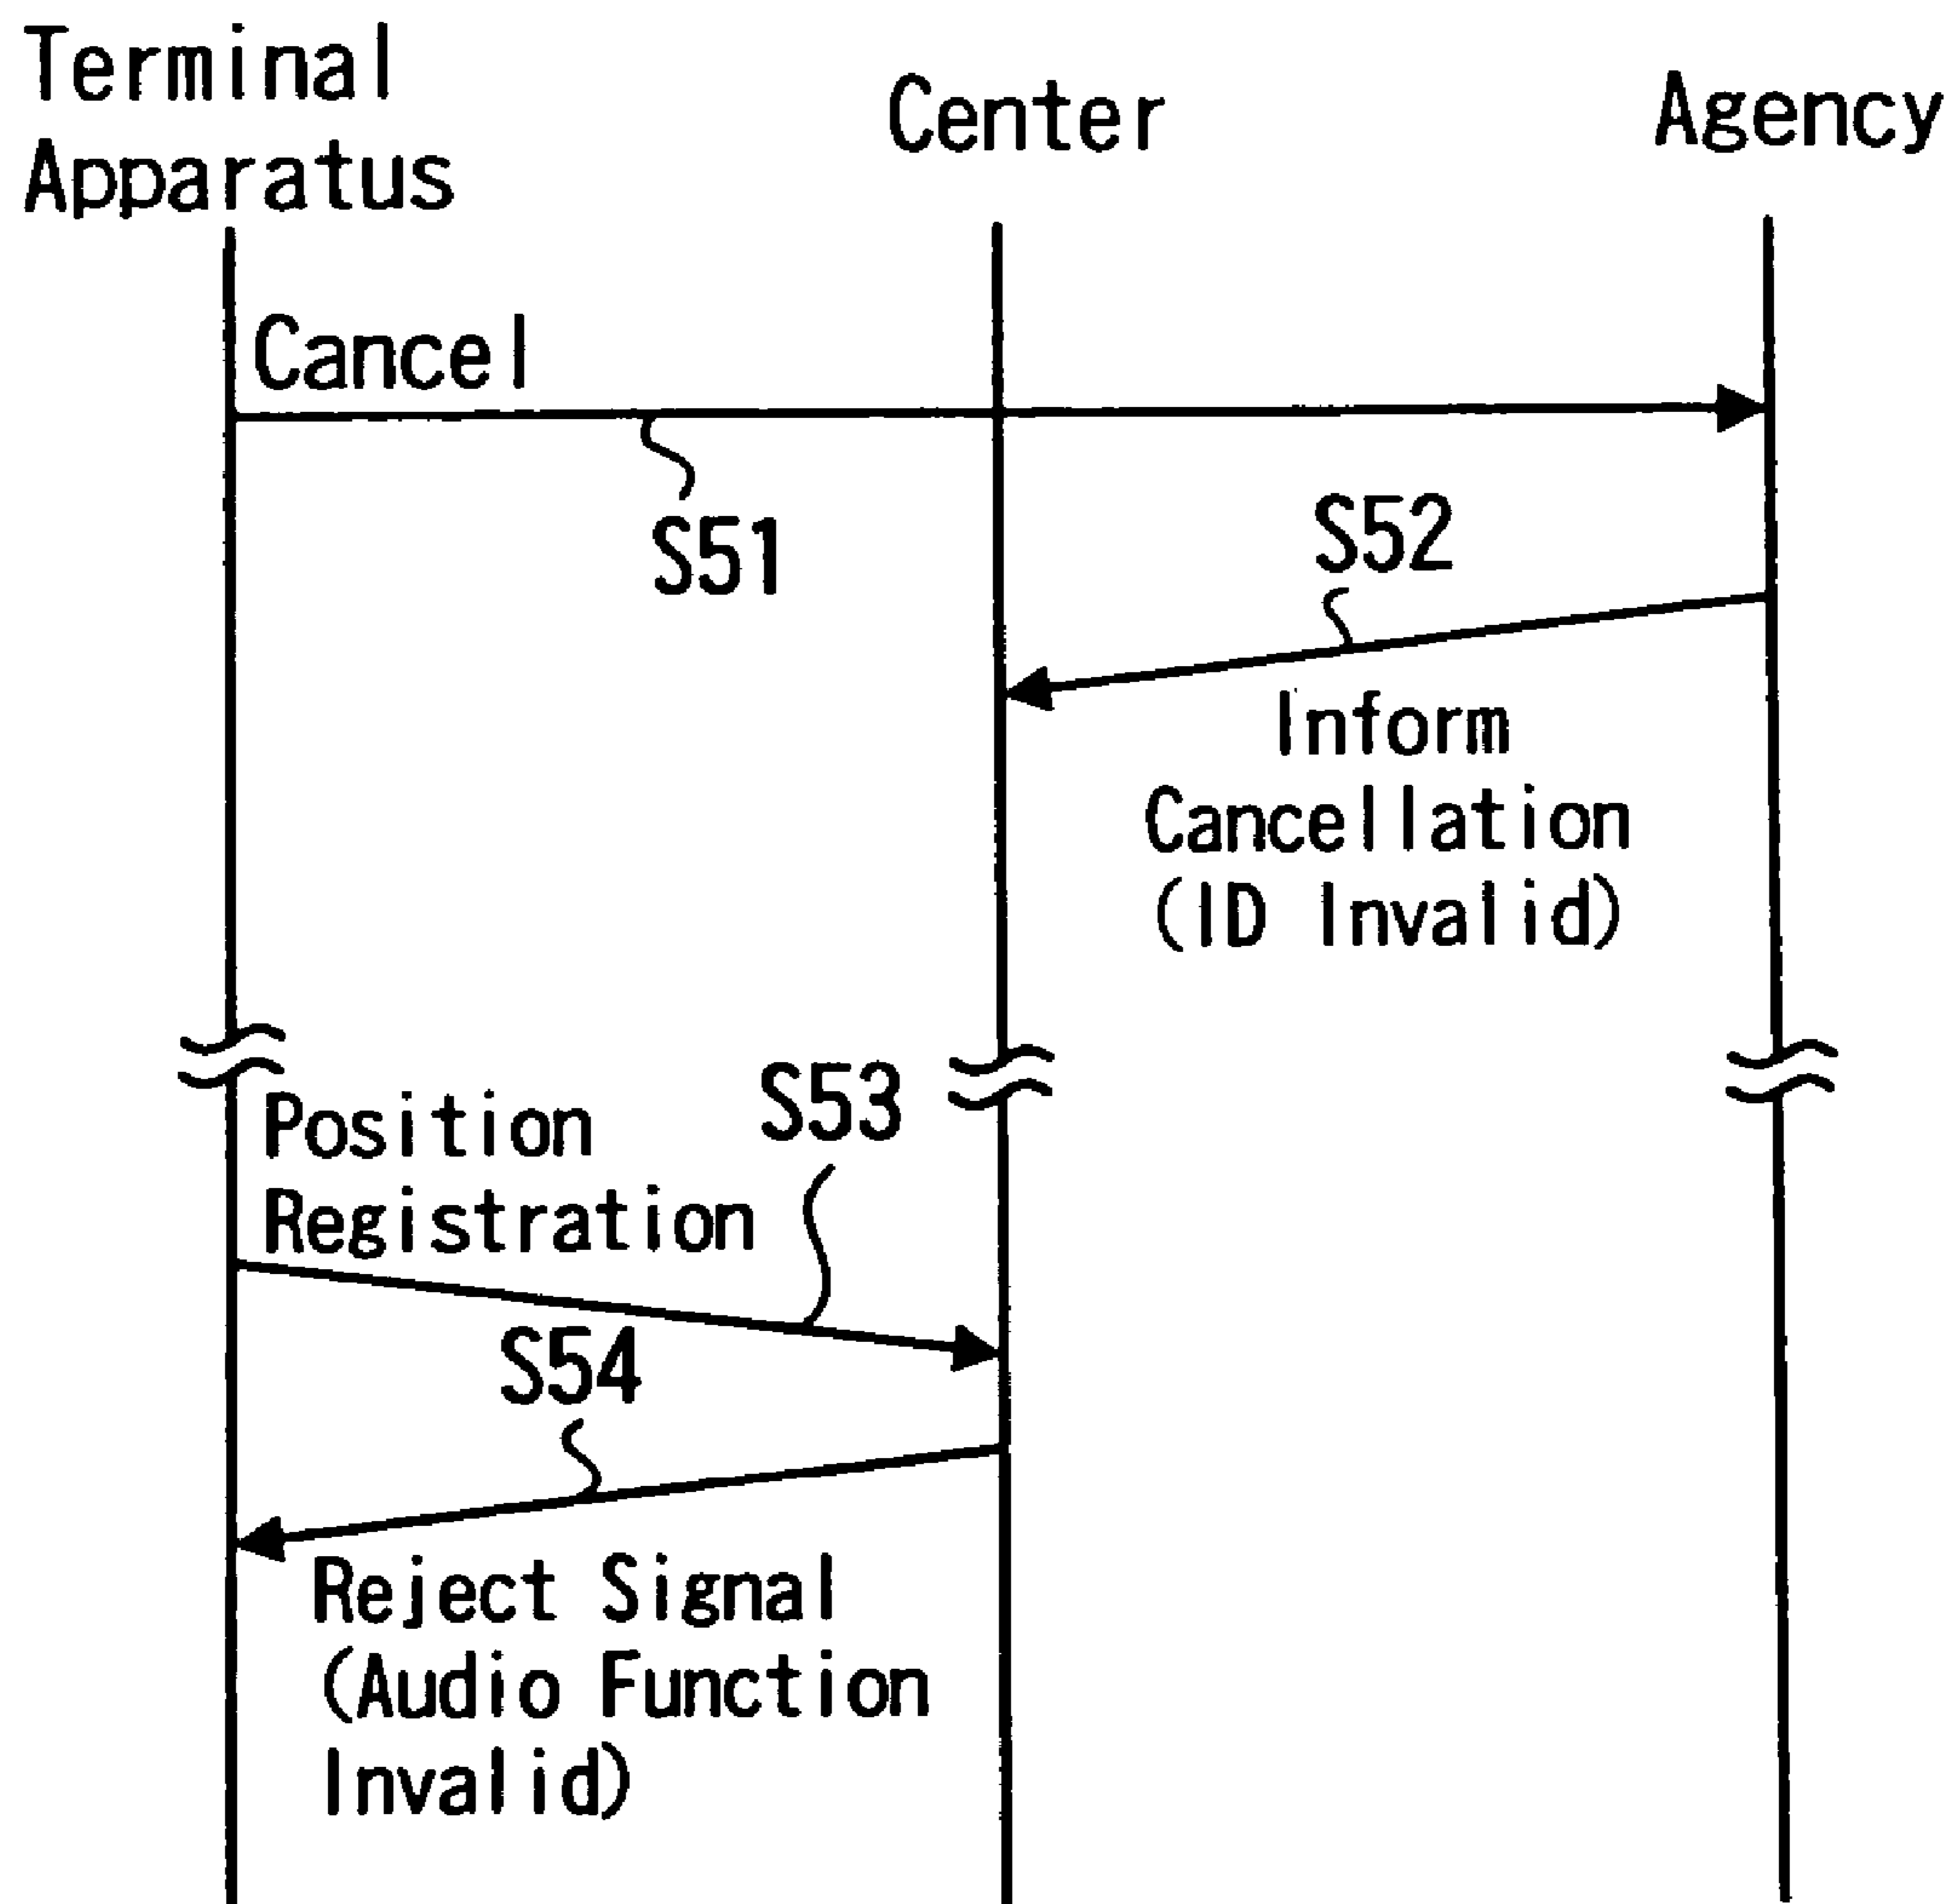 Terminal
Apparatus
Center
Agency
Cancel
S51
S52
Inform
Cancellation
(ID Invalid)
Position
Registration
S53
S54
Reject Signal
(Audio Function
Invalid)